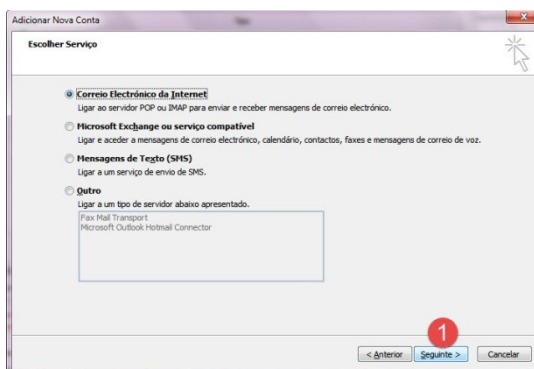 Adicionar Nova Conta
Escolher Serviço
Correio Electrónico da Internet
Ligar ao servidor POP ou IMAP para enviar e receber mensagens de correio electrónico.
Microsoft Exchange ou serviço compatível
Ligar e aceder a mensagens de correio electrónico, calendário, contactos, faxes e mensagens de correio de voz.
Mensagens de Texto (SMS)
Ligar a um serviço de envio de SMS.
Outro
Ligar a um tipo de servidor abaixo apresentado.
Fax Mail Transport
Microsoft Outlook Hotmail Connector
1
< Anterior Seguinte > Cancelar